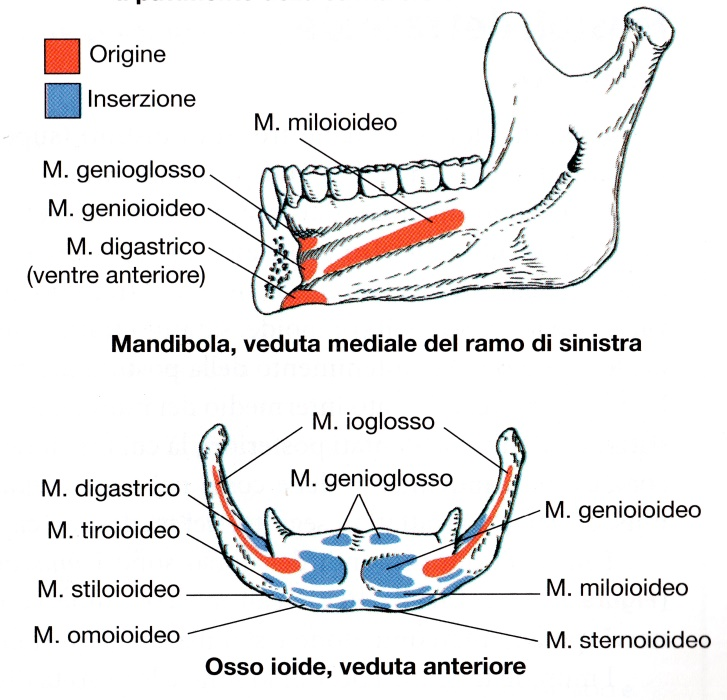 Origine
Inserzione
M. miloioideo
M. genioglosso
M. genioioideo
M. digastrico
(ventre anteriore)
Mandibola, veduta mediale del ramo di sinistra
M. ioglosso
M. genioglosso
M. digastrico
M. genioioideo
M. tiroioideo
M. stiloioideo
M. miloioideo
M. omoioideo
M. sternoioideo
Osso ioide, veduta anteriore